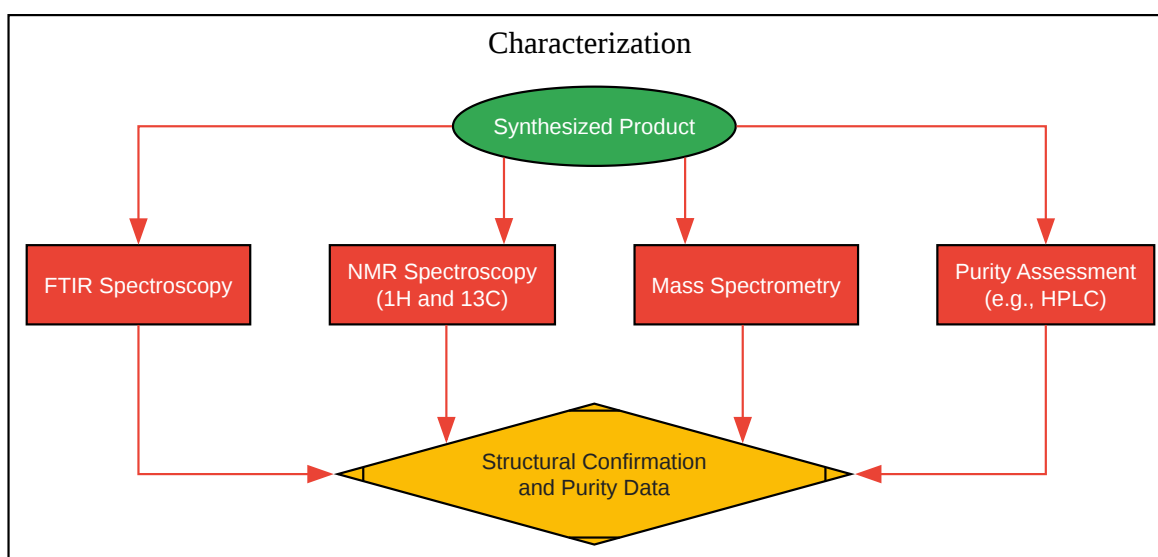 Characterization
Synthesized Product
FTIR Spectroscopy
NMR Spectroscopy
(1H and 13C)
Mass Spectrometry
Purity Assessment
(e.g., HPLC)
Structural Confirmation
and Purity Data